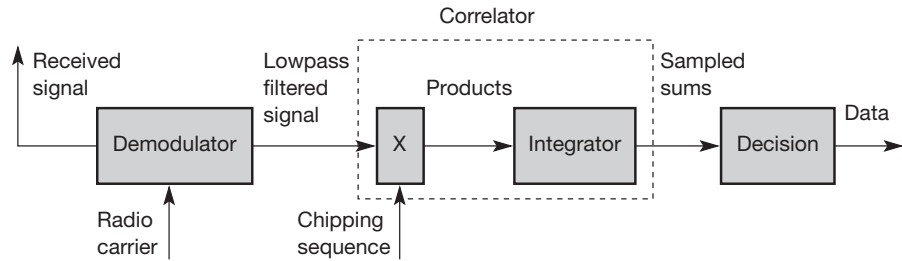 Correlator
Received
signal
Lowpass
filtered
signal
Products
Sampled
sums
Data
Demodulator
X
Integrator
Decision
Radio
carrier
Chipping
sequence